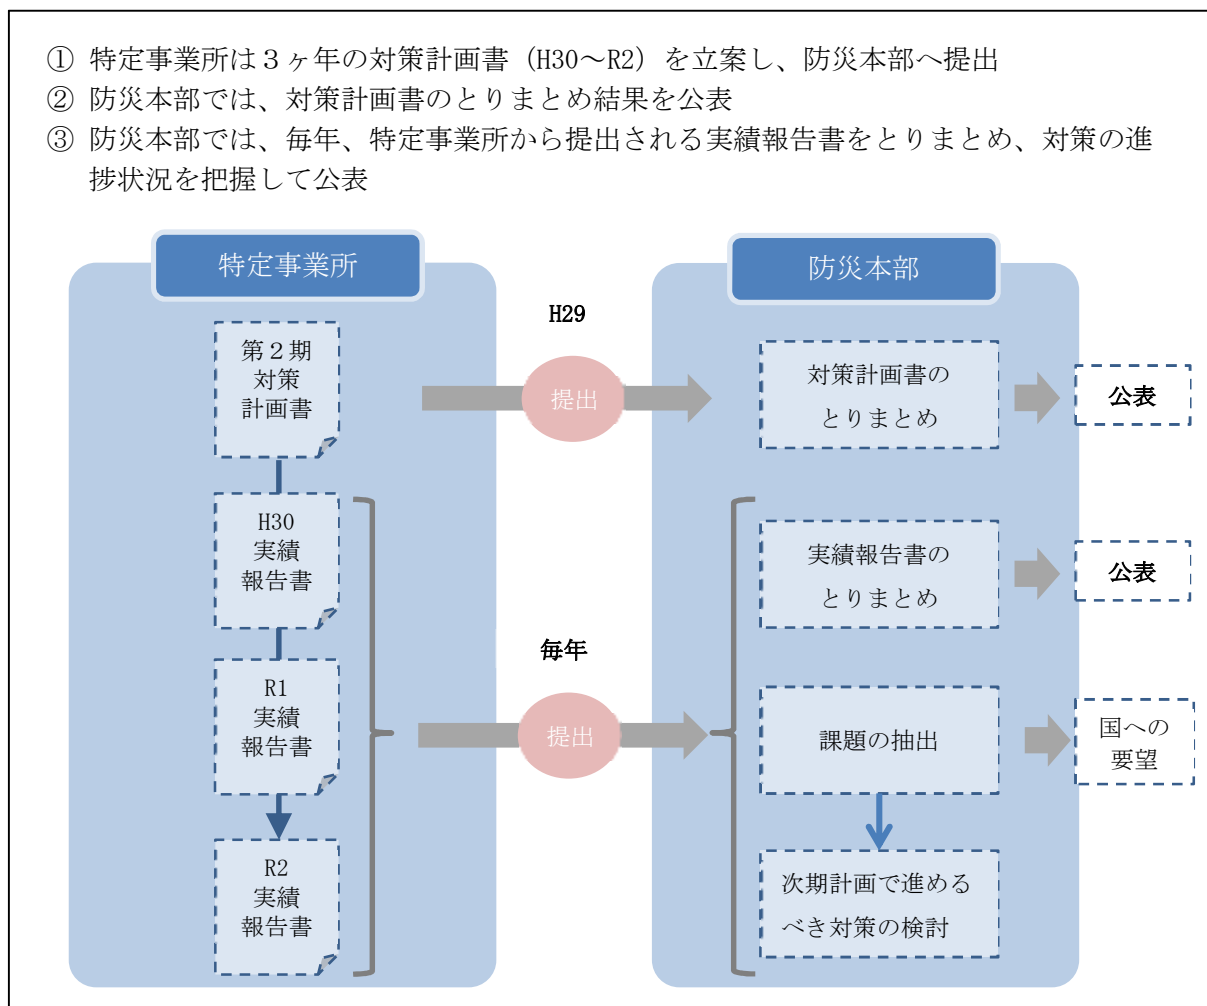 ① 特定事業所は３ヶ年の対策計画書（H30～R2）を立案し、防災本部へ提出
② 防災本部では、対策計画書のとりまとめ結果を公表
③ 防災本部では、毎年、特定事業所から提出される実績報告書をとりまとめ、対策の進
捗状況を把握して公表
特定事業所
防災本部
第２期
対策
計画書
H29
提出
対策計画書の
とりまとめ
公表
H30
実績
報告書
実績報告書の
とりまとめ
公表
R1
実績
報告書
毎年
提出
課題の抽出
国への
要望
R2
実績
報告書
次期計画で進める
べき対策の検討